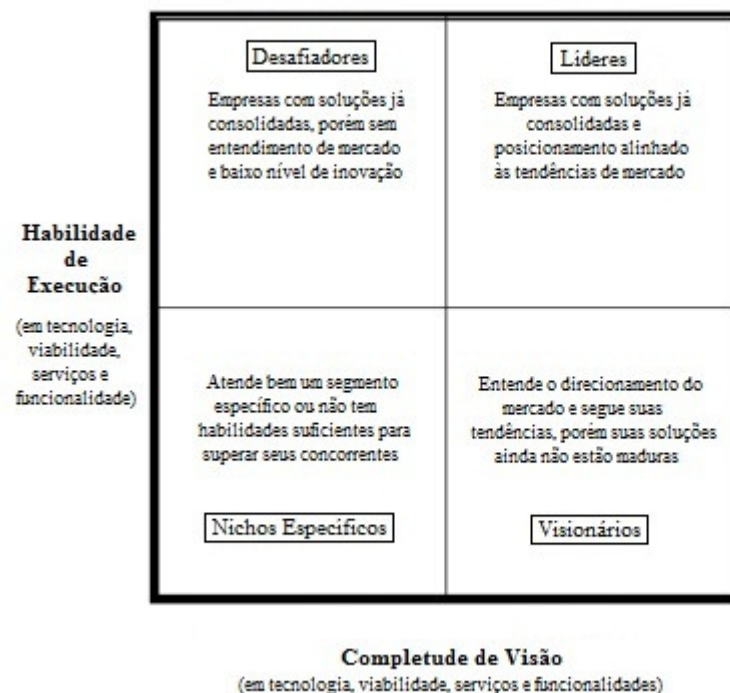 Desafiadores
Empresas com soluções já
consolidadas, porém sem
entendimento de mercado
e baixo nível de inovação
Líderes
Empresas com soluções já
consolidadas e
posicionamento alinhado
às tendências de mercado
Habilidade
de
Execução
(em tecnologia,
viabilidade,
serviços e
funcionalidade)
Atende bem um segmento
específico ou não tem
habilidades suficientes para
superar seus concorrentes
Nichos Específicos
Entende o direcionamento do
mercado e segue suas
tendências, porém suas soluções
ainda não estão maduras
Visionários
Completude de Visão
(em tecnologia, viabilidade, serviços e funcionalidades)